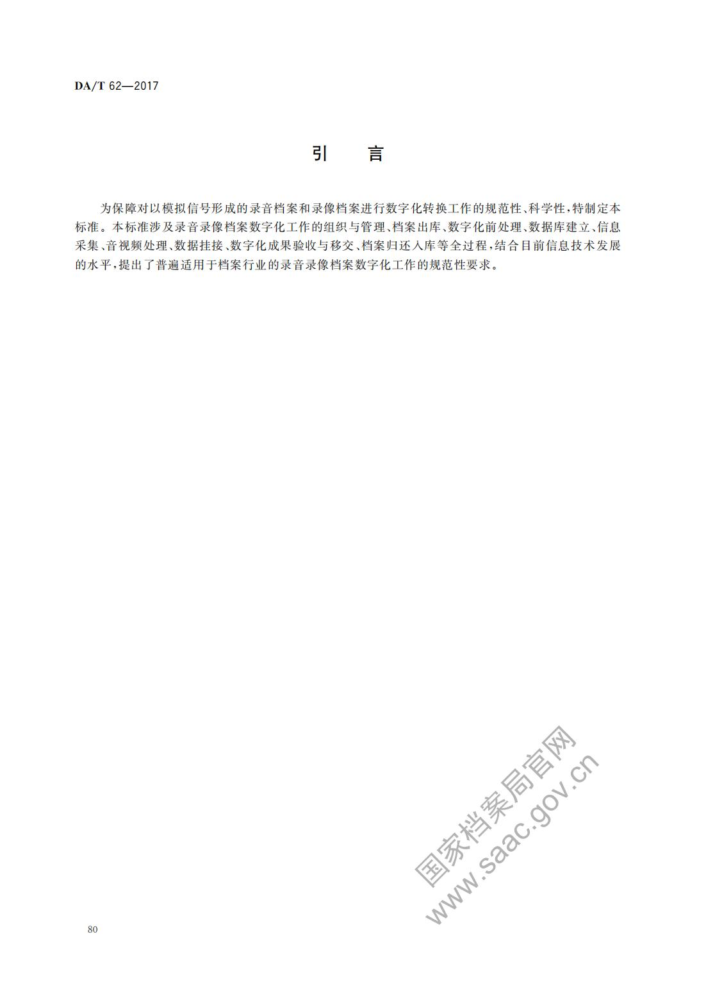 DA/T 62—2017
引 言
为保障对以模拟信号形成的录音档案和录像档案进行数字化转换工作的规范性、科学性,特制定本
标准。本标准涉及录音录像档案数字化工作的组织与管理、档案出库、数字化前处理、数据库建立、信息
采集、音视频处理、数据挂接、数字化成果验收与移交、档案归还入库等全过程,结合目前信息技术发展
的水平,提出了普遍适用于档案行业的录音录像档案数字化工作的规范性要求。
国家档案局官网
www.saac.gov.cn
80